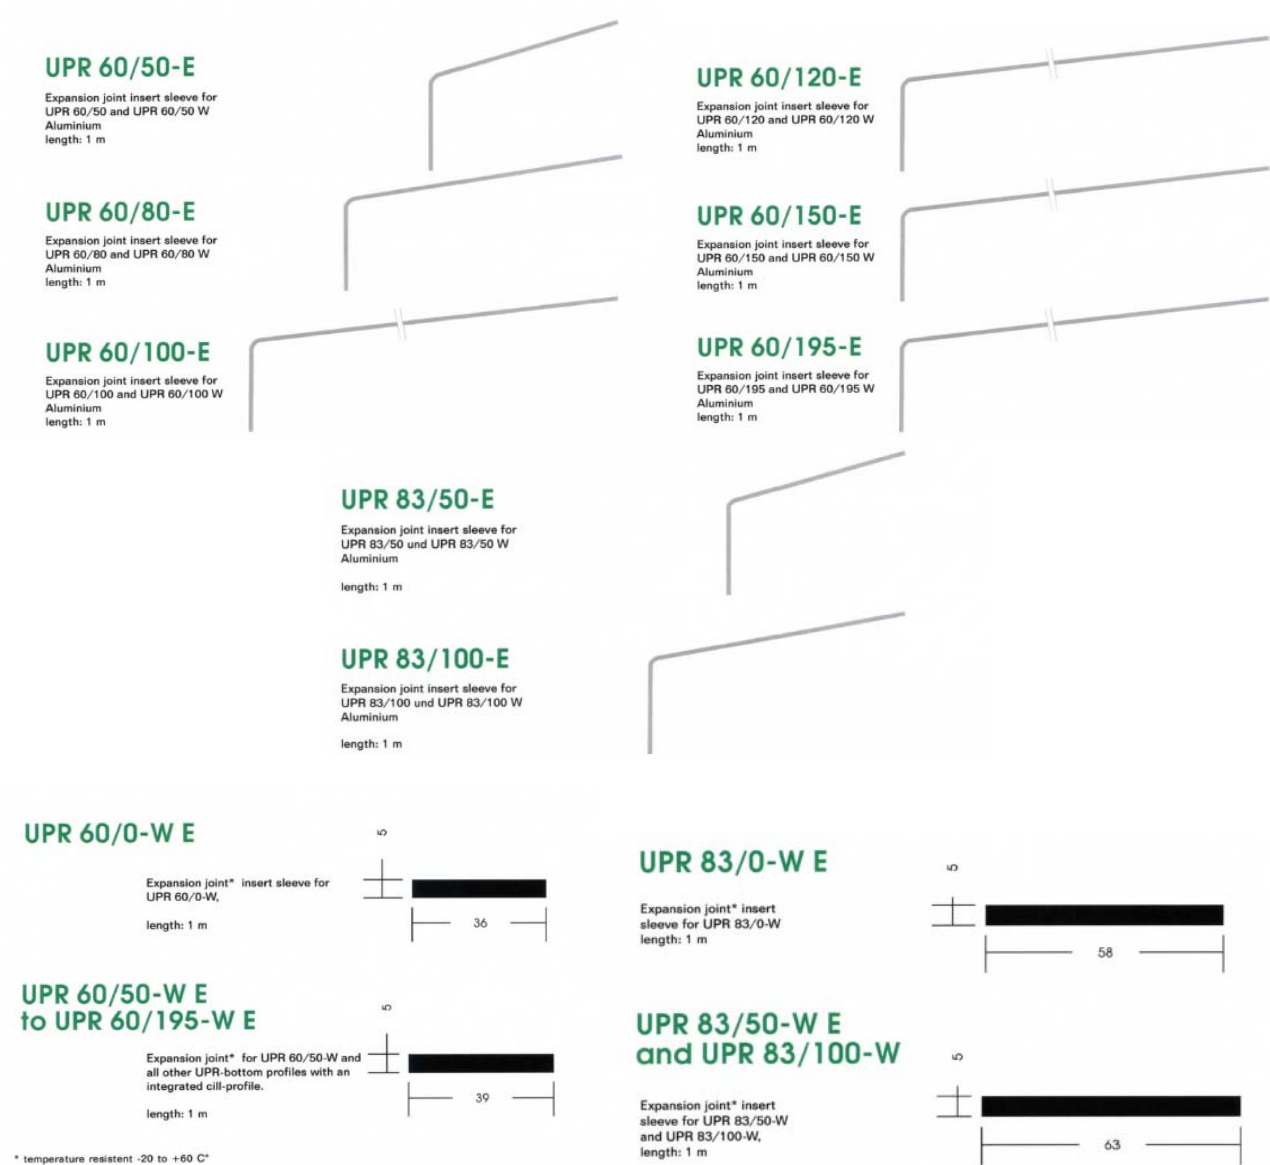 UPR 60/50-E
Expansion joint insert sleeve for
UPR 60/50 and UPR 60/50 W
Aluminium
length: 1 m
UPR 60/80-E
Expansion joint insert sleeve for
UPR 60/80 and UPR 60/80 W
Aluminium
length: 1 m
UPR 60/100-E
Expansion joint insert sleeve for
UPR 60/100 and UPR 60/100 W
Aluminium
length: 1 m
UPR 60/120-E
Expansion joint insert sleeve for
UPR 60/120 and UPR 60/120 W
Aluminium
length: 1 m
UPR 60/150-E
Expansion joint insert sleeve for
UPR 60/150 and UPR 60/150 W
Aluminium
length: 1 m
UPR 60/195-E
Expansion joint insert sleeve for
UPR 60/195 and UPR 60/195 W
Aluminium
length: 1 m
UPR 83/50-E
Expansion joint insert sleeve for
UPR 83/50 und UPR 83/50 W
Aluminium
length: 1 m
UPR 83/100-E
Expansion joint insert sleeve for
UPR 83/100 und UPR 83/100 W
Aluminium
length: 1 m
UPR 60/0-W E
Expansion joint* insert sleeve for
UPR 60/0-W,
length: 1 m
5
36
UPR 60/50-W E
to UPR 60/195-W E
Expansion joint* for UPR 60/50-W and
all other UPR-bottom profiles with an
integrated cill-profile.
length: 1 m
5
39
* temperature resistent -20 to +60 C°
UPR 83/0-W E
Expansion joint* insert
sleeve for UPR 83/0-W
length: 1 m
5
58
UPR 83/50-W E
and UPR 83/100-W
Expansion joint* insert
sleeve for UPR 83/50-W
and UPR 83/100-W,
length: 1 m
5
63